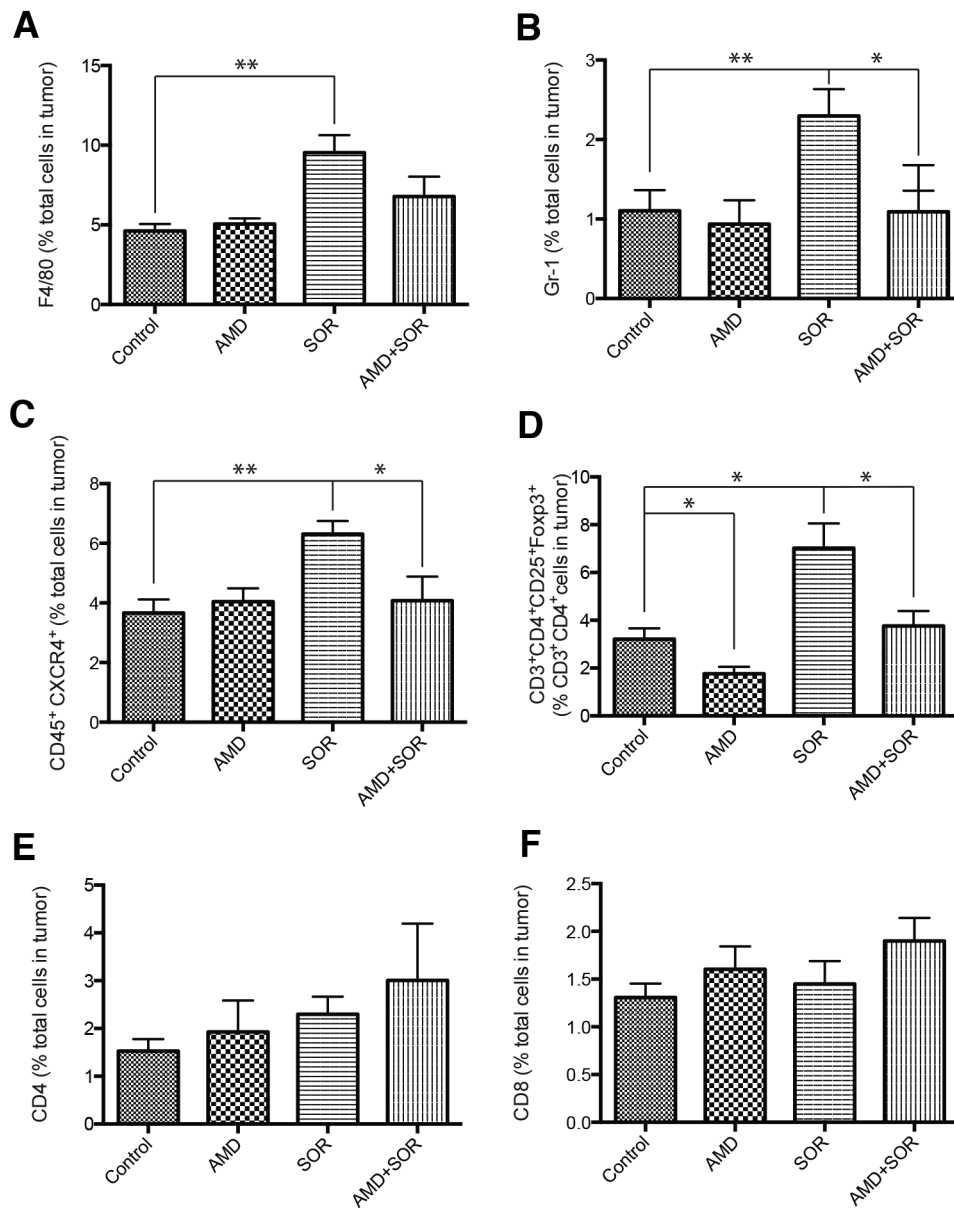 A
F4/80 (% total cells in tumor)
15
10
5
0
**
Control
AMD
SOR
AMD+SOR
B
Gr-1 (% total cells in tumor)
3
2
1
0
**
*
Control
AMD
SOR
AMD+SOR
C
CD45⁺ CXCR4⁺ (% total cells in tumor)
8
6
4
2
0
**
*
Control
AMD
SOR
AMD+SOR
D
CD3⁺CD4⁺CD25⁺Foxp3⁺
(% CD3⁺CD4⁺cells in tumor)
10
8
6
4
2
0
*
*
*
Control
AMD
SOR
AMD+SOR
E
CD4 (% total cells in tumor)
5
4
3
2
1
0
Control
AMD
SOR
AMD+SOR
F
CD8 (% total cells in tumor)
2.5
2.0
1.5
1.0
0.5
0.0
Control
AMD
SOR
AMD+SOR